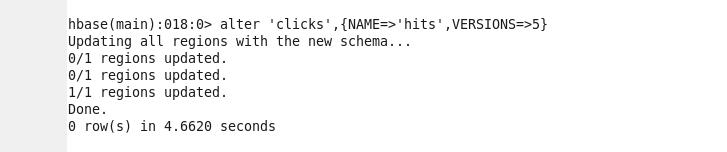 hbase(main):018:0> alter 'clicks',{NAME=>'hits',VERSIONS=>5}
Updating all regions with the new schema...
0/1 regions updated.
0/1 regions updated.
1/1 regions updated.
Done.
0 row(s) in 4.6620 seconds